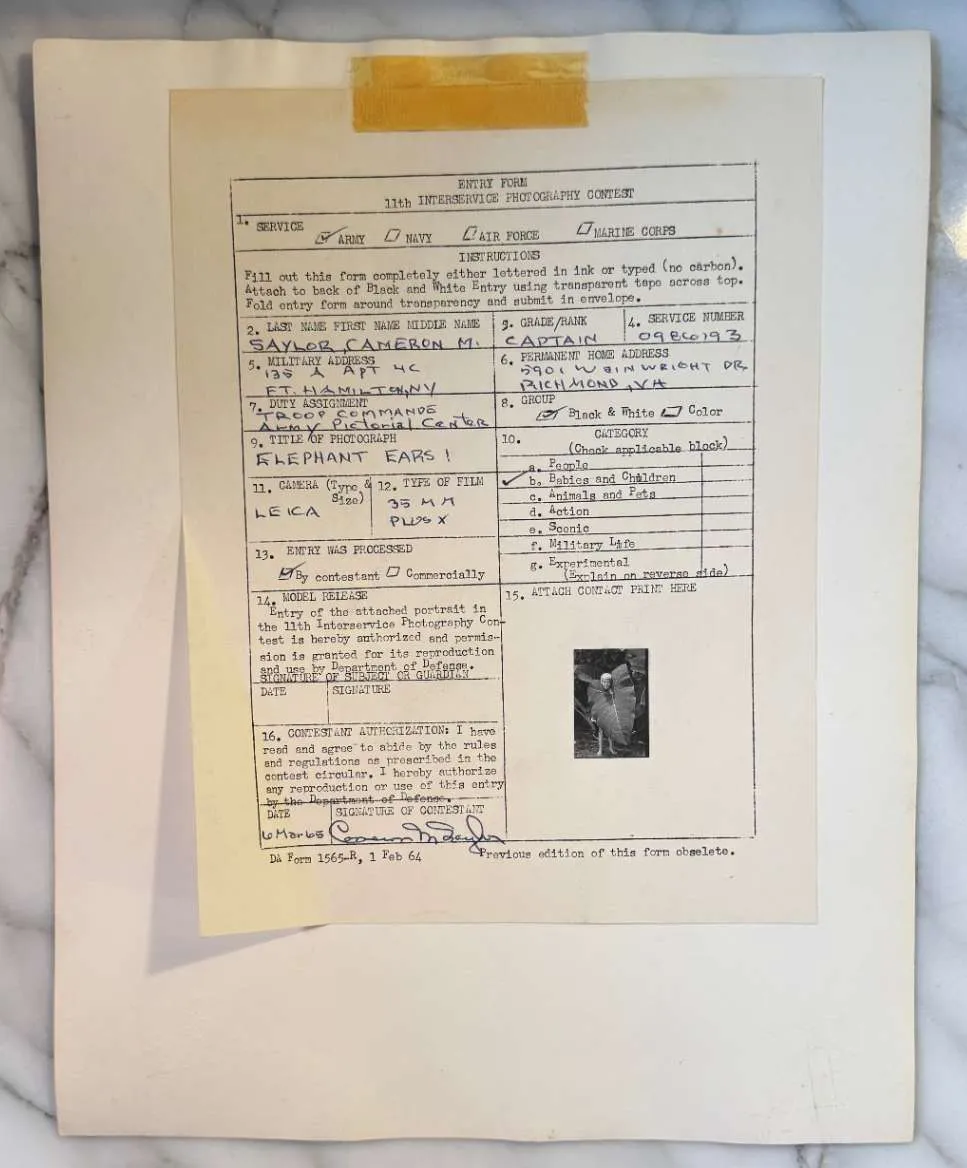 ENTRY FORM
11th INTERSERVICE PHOTOGRAPHY CONTEST
1. SERVICE
ARMY NAVY AIR FORCE MARINE CORPS
INSTRUCTIONS
Fill out this form completely either lettered in ink or typed (no carbon).
Attach to back of Black and White Entry using transparent tape across top.
Fold entry form around transparency and submit in envelope.
2. LAST NAME FIRST NAME MIDDLE NAME
SAYLOR, CAMERON M.
3. GRADE/RANK
CAPTAIN
4. SERVICE NUMBER
5. MILITARY ADDRESS
135 A APT 4C
FT. HAMILTON, NY
6. PERMANENT HOME ADDRESS
5901 WAINWRIGHT DR.
RICHMOND, VA
7. DUTY ASSIGNMENT
TROOP COMMANDE
Army Pictorial Center
8. GROUP
Black & White Color
9. TITLE OF PHOTOGRAPH
ELEPHANT EARS!
10. CATEGORY
(Check applicable block)
a. People
b. Babies and Children
c. Animals and Pets
d. Action
e. Scenic
f. Military Life
g. Experimental
(Explain on reverse side)
11. CAMERA (Type &
Size)
LEICA
12. TYPE OF FILM
35 MM
PLUS X
13. ENTRY WAS PROCESSED
By contestant Commercially
14. MODEL RELEASE
Entry of the attached portrait in
the 11th Interservice Photography Con-
test is hereby authorized and permis-
sion is granted for its reproduction
and use by Department of Defense.
SIGNATURE OF SUBJECT OR GUARDIAN
DATE SIGNATURE
15. ATTACH CONTACT PRINT HERE
16. CONTESTANT AUTHORIZATION: I have
read and agree to abide by the rules
and regulations as prescribed in the
contest circular. I hereby authorize
any reproduction or use of this entry
by the Department of Defense.
DATE SIGNATURE OF CONTESTANT
6 Mar 65 Cameron M Saylor
DA Form 1565-R, 1 Feb 64 Previous edition of this form obselete.